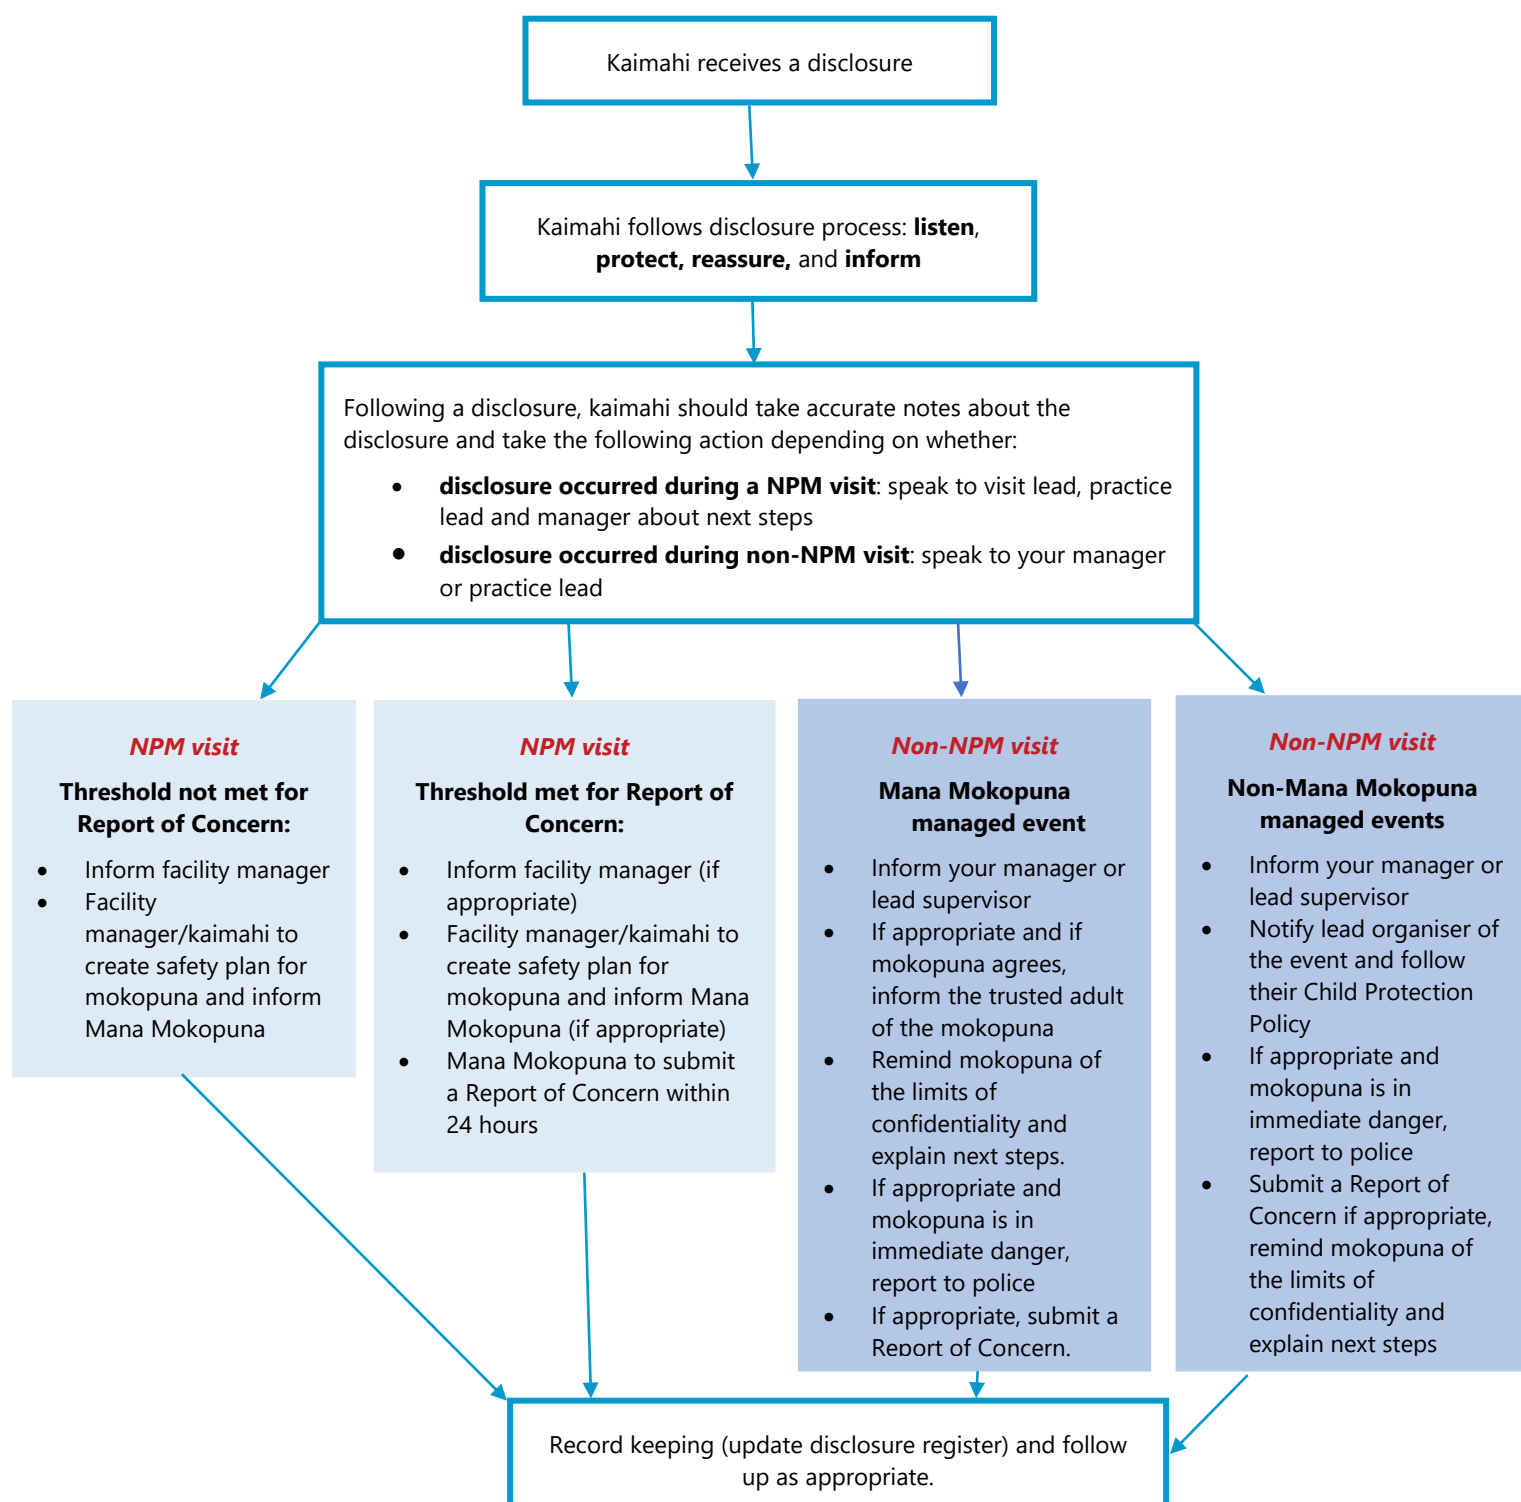 Kaimahi receives a disclosure
Kaimahi follows disclosure process: listen,
protect, reassure, and inform
Following a disclosure, kaimahi should take accurate notes about the
disclosure and take the following action depending on whether:
• disclosure occurred during a NPM visit: speak to visit lead, practice
lead and manager about next steps
• disclosure occurred during non-NPM visit: speak to your manager
or practice lead
NPM visit
Threshold not met for
Report of Concern:
• Inform facility manager
• Facility
manager/kaimahi to
create safety plan for
mokopuna and inform
Mana Mokopuna
NPM visit
Threshold met for Report of
Concern:
• Inform facility manager (if
appropriate)
• Facility manager/kaimahi to
create safety plan for
mokopuna and inform Mana
Mokopuna (if appropriate)
• Mana Mokopuna to submit
a Report of Concern within
24 hours
Non-NPM visit
Mana Mokopuna
managed event
• Inform your manager or
lead supervisor
• If appropriate and if
mokopuna agrees,
inform the trusted adult
of the mokopuna
• Remind mokopuna of
the limits of
confidentiality and
explain next steps.
• If appropriate and
mokopuna is in
immediate danger,
report to police
• If appropriate, submit a
Report of Concern.
Non-NPM visit
Non-Mana Mokopuna
managed events
• Inform your manager or
lead supervisor
• Notify lead organiser of
the event and follow
their Child Protection
Policy
• If appropriate and
mokopuna is in
immediate danger,
report to police
• Submit a Report of
Concern if appropriate,
remind mokopuna of
the limits of
confidentiality and
explain next steps
Record keeping (update disclosure register) and follow
up as appropriate.